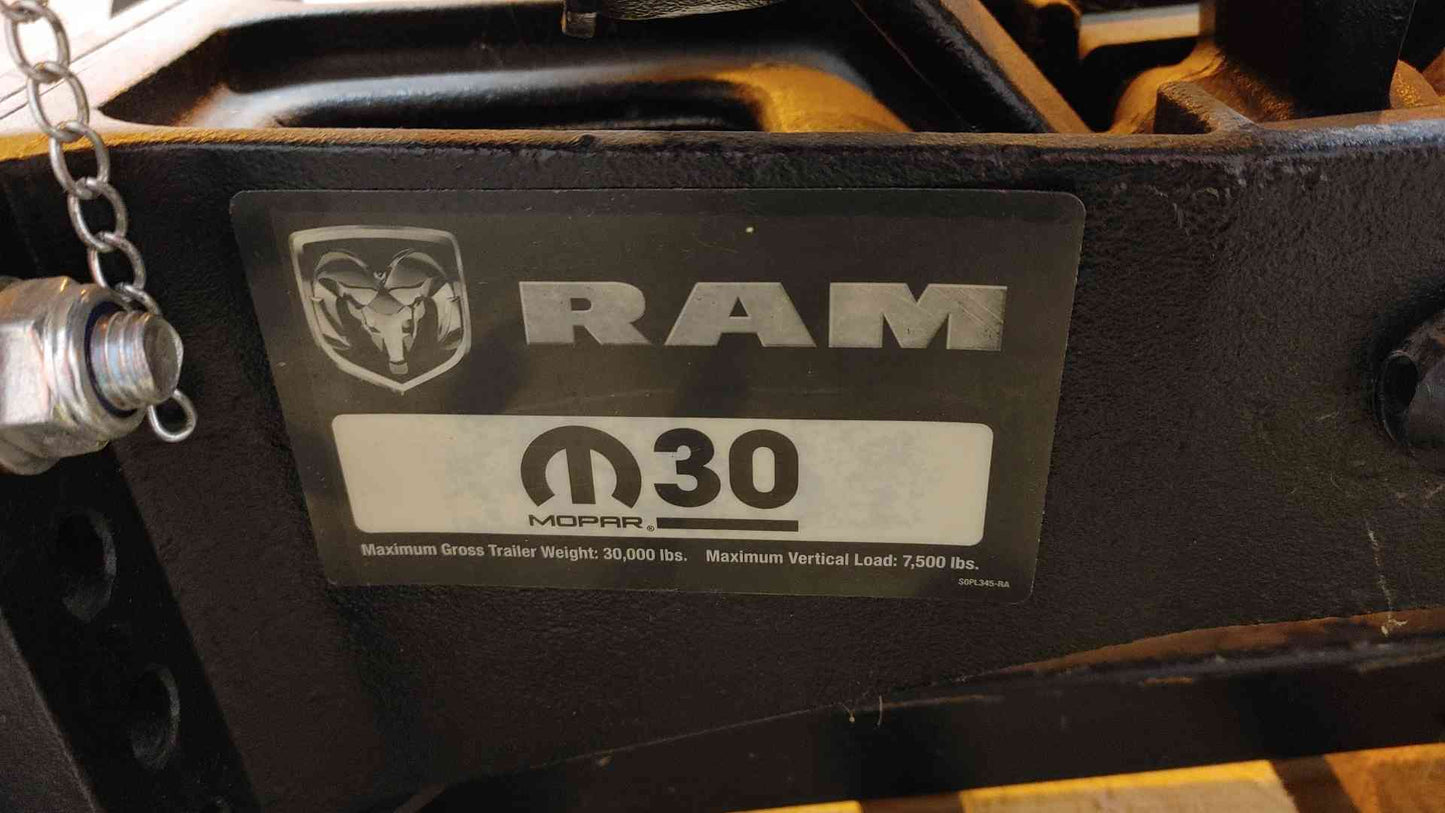 RAM
30
MOPAR®
Maximum Gross Trailer Weight: 30,000 lbs. Maximum Vertical Load: 7,500 lbs.
S0PL345-RA